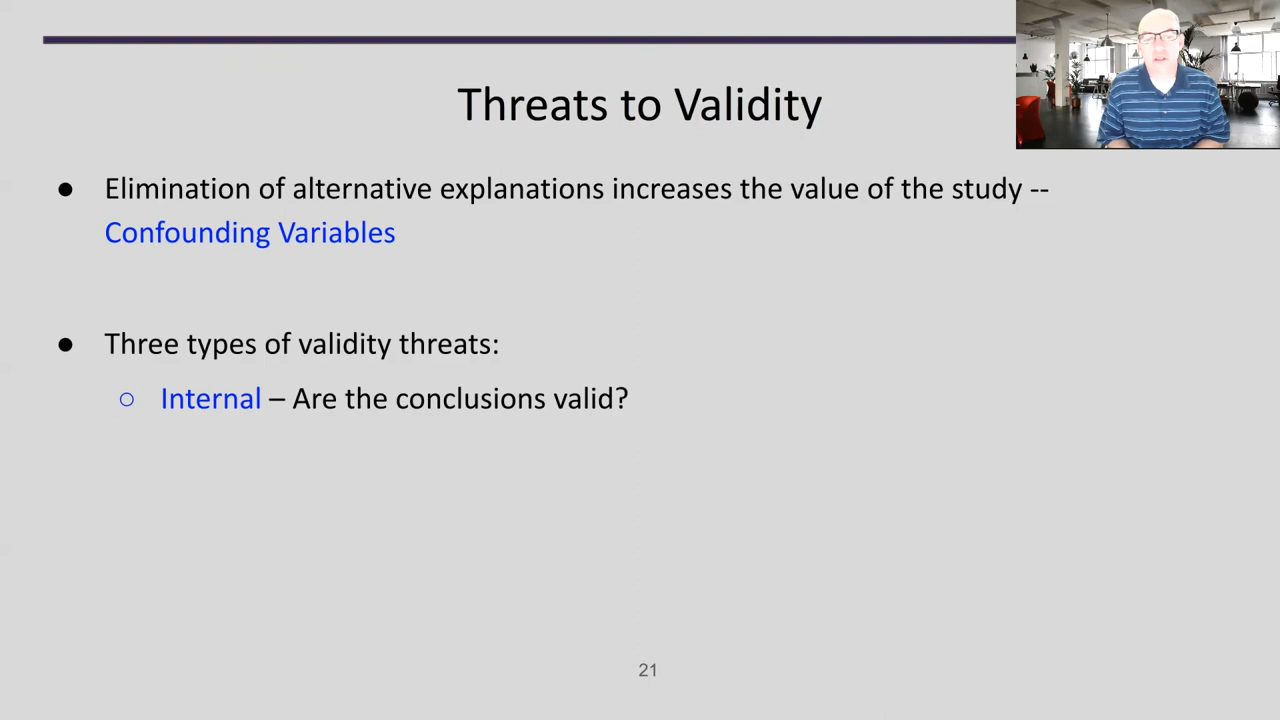 Threats to Validity
● Elimination of alternative explanations increases the value of the study --
Confounding Variables
● Three types of validity threats:
○ Internal – Are the conclusions valid?
21